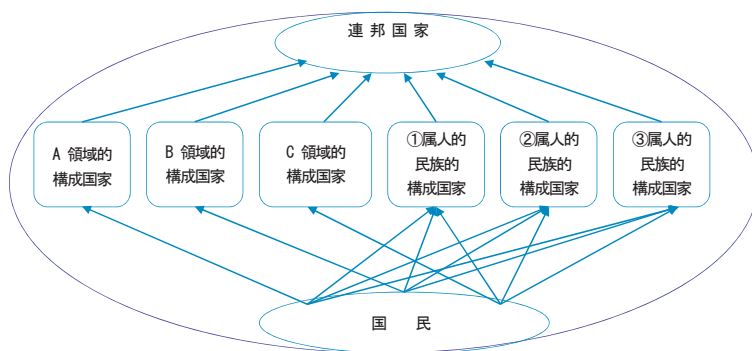 連 邦 国 家
A 領域的
構成国家
B 領域的
構成国家
C 領域的
構成国家
①属人的
民族的
構成国家
②属人的
民族的
構成国家
③属人的
民族的
構成国家
国 民